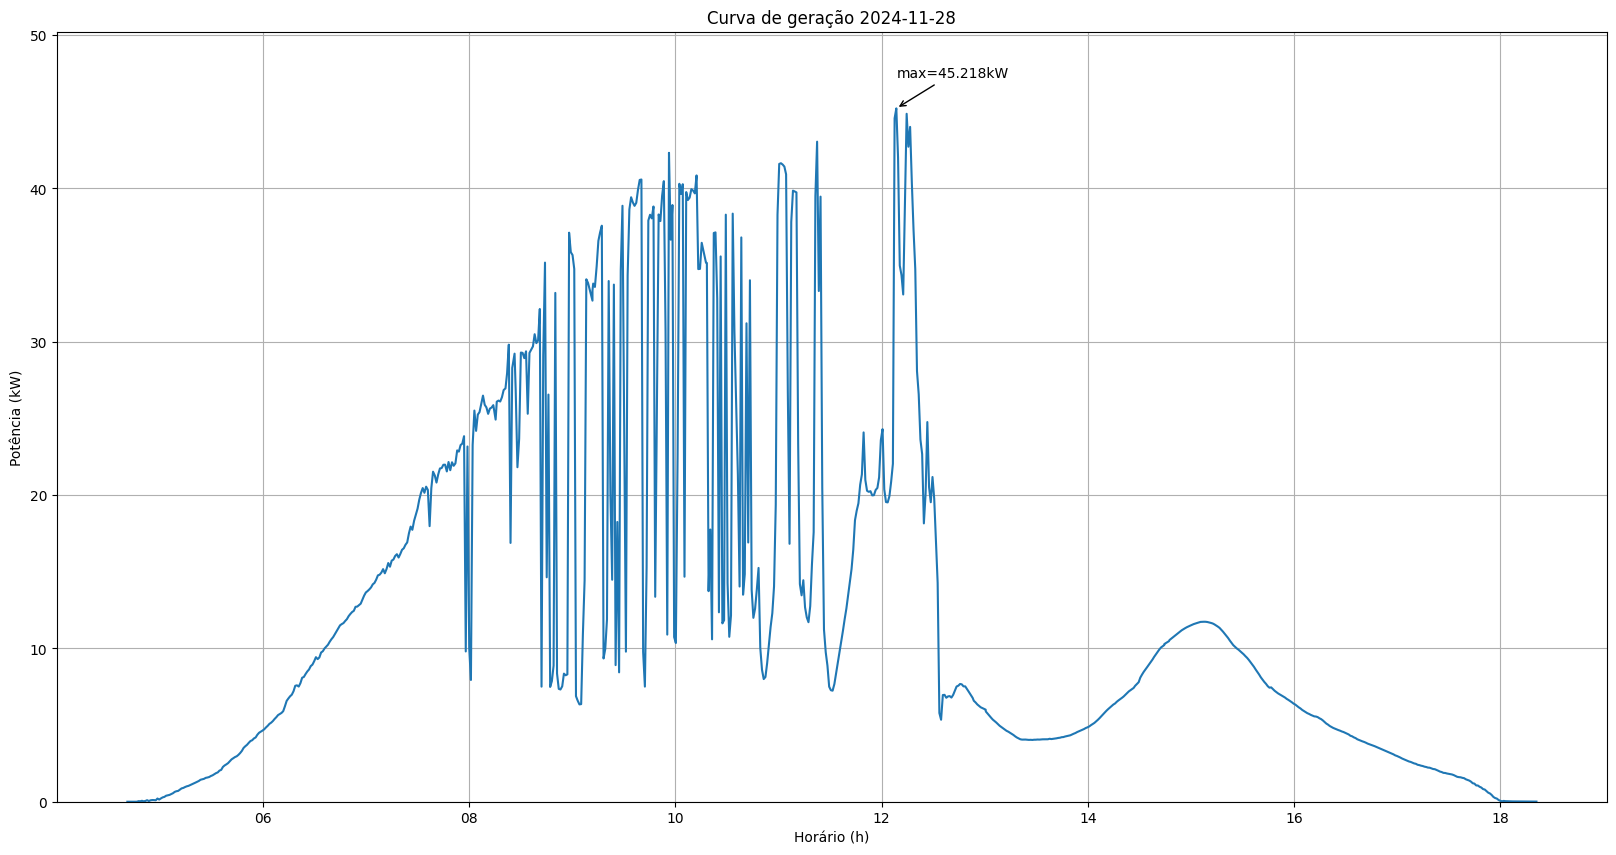 Curva de geração 2024-11-28
50
max=45.218kW
40
30
Potência (kW)
20
10
0
06 08 10 12 14 16 18
Horário (h)